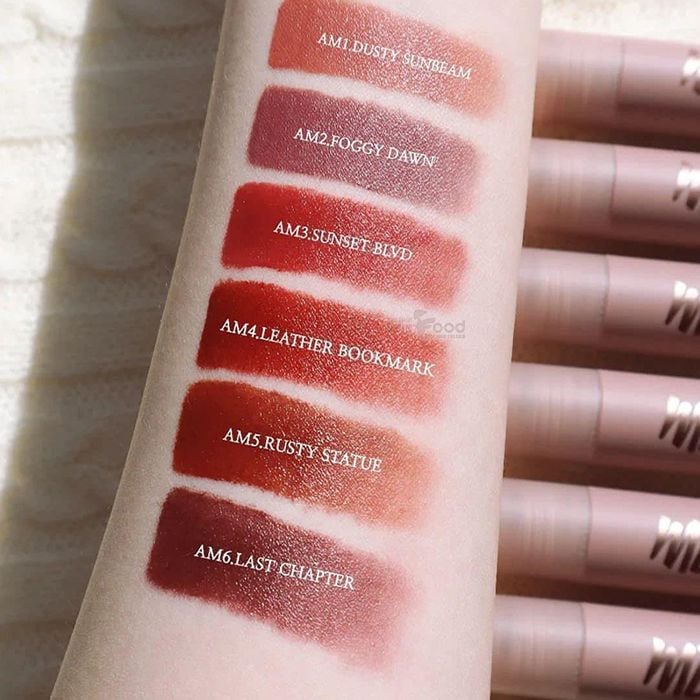 AM1.DUSTY SUNBEAM
AM2.FOGGY DAWN
AM3.SUNSET BLVD
AM4.LEATHER BOOKMARK
AM5.RUSTY STATUE
AM6.LAST CHAPTER